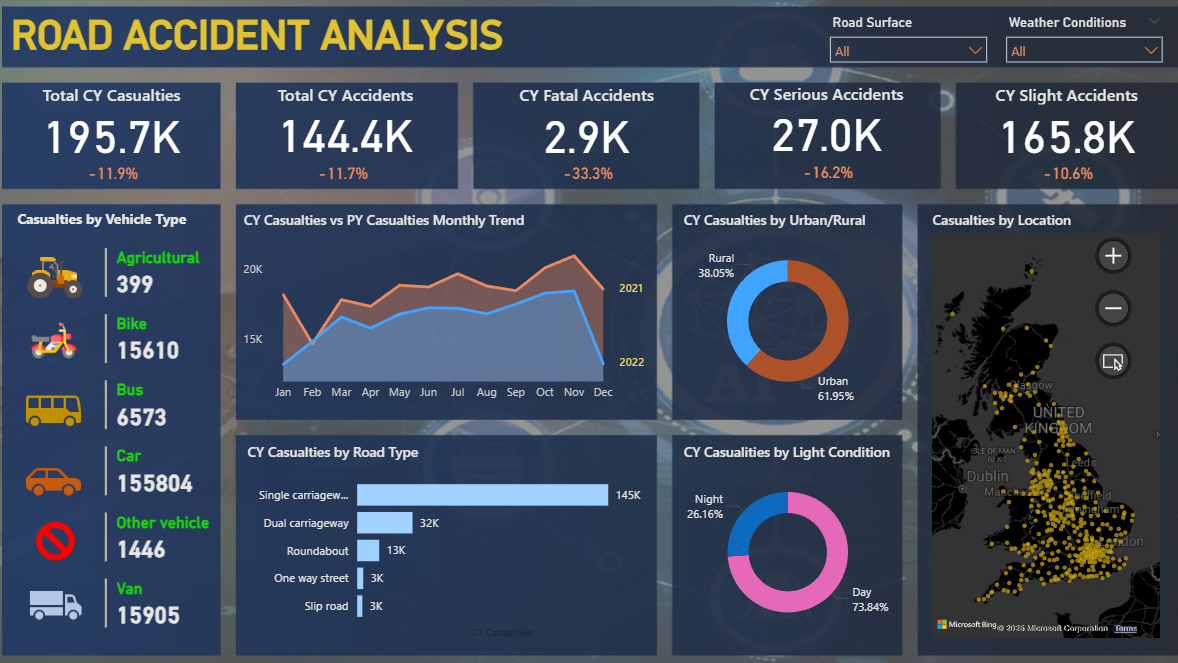 ROAD ACCIDENT ANALYSIS
Road Surface
All
Weather Conditions
All
Total CY Casualties
195.7K
-11.9%
Total CY Accidents
144.4K
-11.7%
CY Fatal Accidents
2.9K
-33.3%
CY Serious Accidents
27.0K
-16.2%
CY Slight Accidents
165.8K
-10.6%
Casualties by Vehicle Type
Agricultural
399
Bike
15610
Bus
6573
Car
155804
Other vehicle
1446
Van
15905
CY Casualties vs PY Casualties Monthly Trend
20K
15K
2021
2022
Jan Feb Mar Apr May Jun Jul Aug Sep Oct Nov Dec
CY Casualties by Road Type
Single carriagew... 145K
Dual carriageway 32K
Roundabout 13K
One way street 3K
Slip road 3K
CY Casualties
CY Casualties by Urban/Rural
Rural
38.05%
Urban
61.95%
CY Casualities by Light Condition
Night
26.16%
Day
73.84%
Casualties by Location
Glasgow
UNITED
KINGDOM
ISLE OF MAN
(U.K.)
Leeds
Dublin
Microsoft Bing
© 2025 Microsoft Corporation Terms